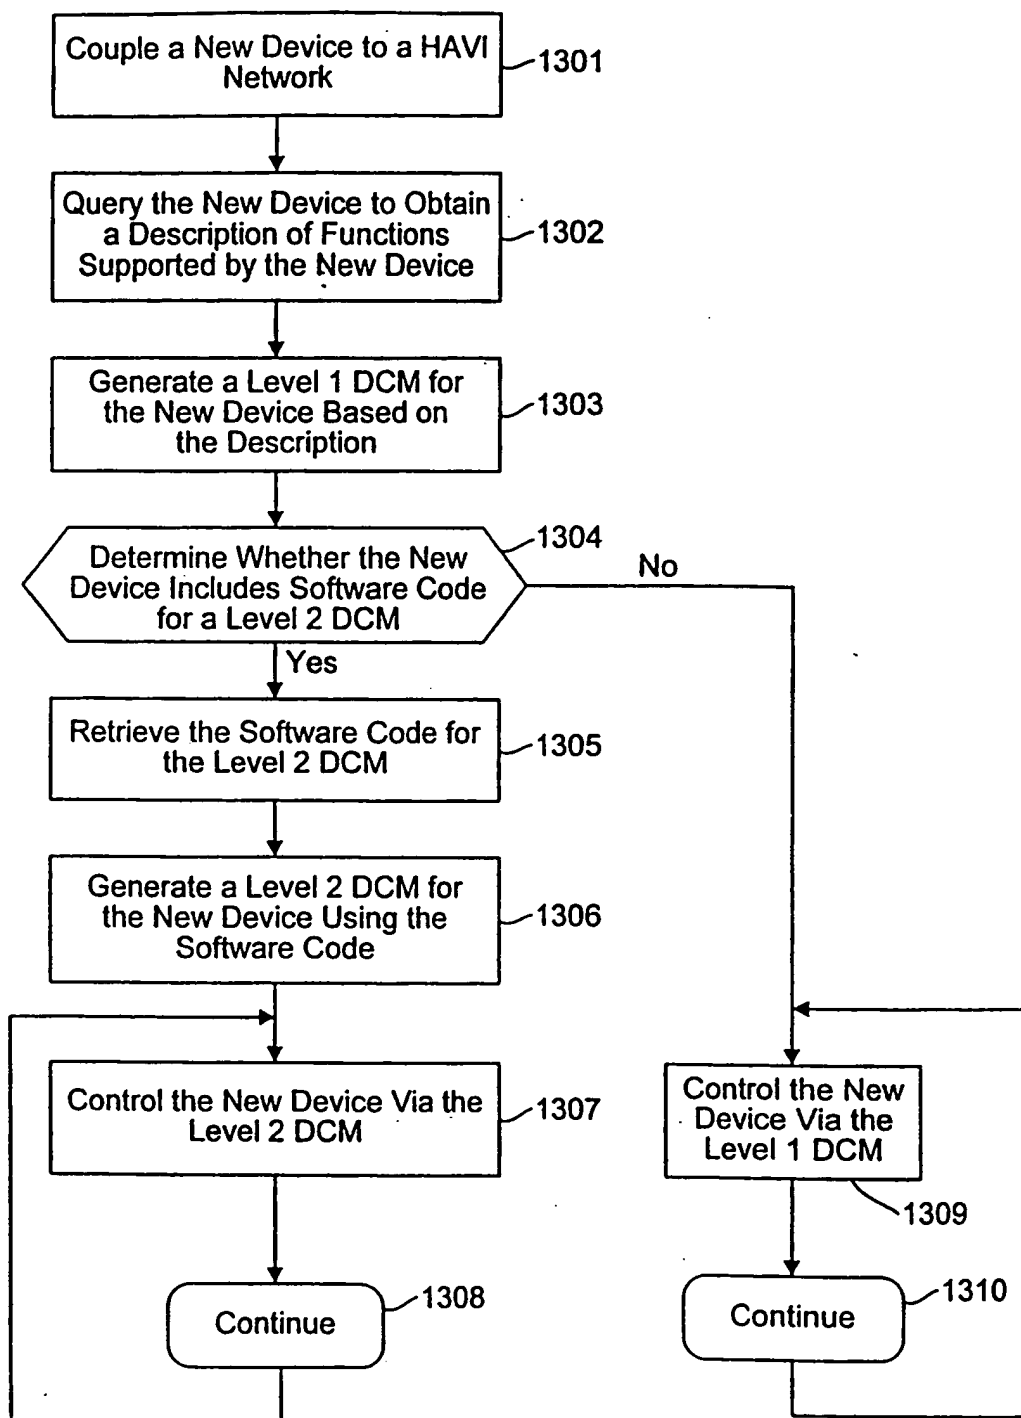 Couple a New Device to a HAVI
Network
1301
Query the New Device to Obtain
a Description of Functions
Supported by the New Device
1302
Generate a Level 1 DCM for
the New Device Based on
the Description
1303
Determine Whether the New
Device Includes Software Code
for a Level 2 DCM
1304
No
Yes
Retrieve the Software Code for
the Level 2 DCM
1305
Generate a Level 2 DCM for
the New Device Using the
Software Code
1306
Control the New Device Via the
Level 2 DCM
1307
Control the New
Device Via the
Level 1 DCM
1309
Continue
1308
Continue
1310